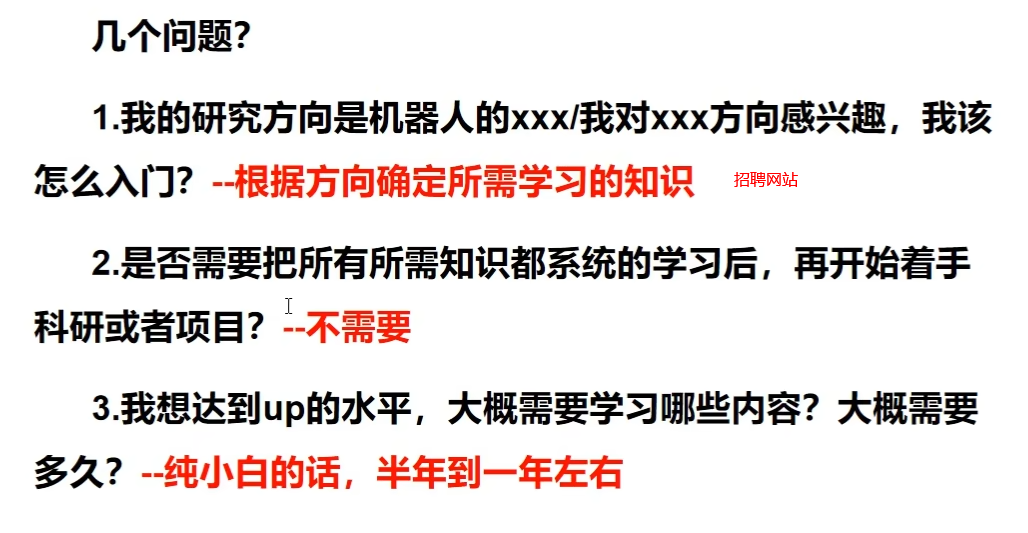 几个问题？
1.我的研究方向是机器人的xxx/我对xxx方向感兴趣，我该
怎么入门？--根据方向确定所需学习的知识 招聘网站
2.是否需要把所有所需知识都系统的学习后，再开始着手
科研或者项目？--不需要
3.我想达到up的水平，大概需要学习哪些内容？大概需要
多久？--纯小白的话，半年到一年左右